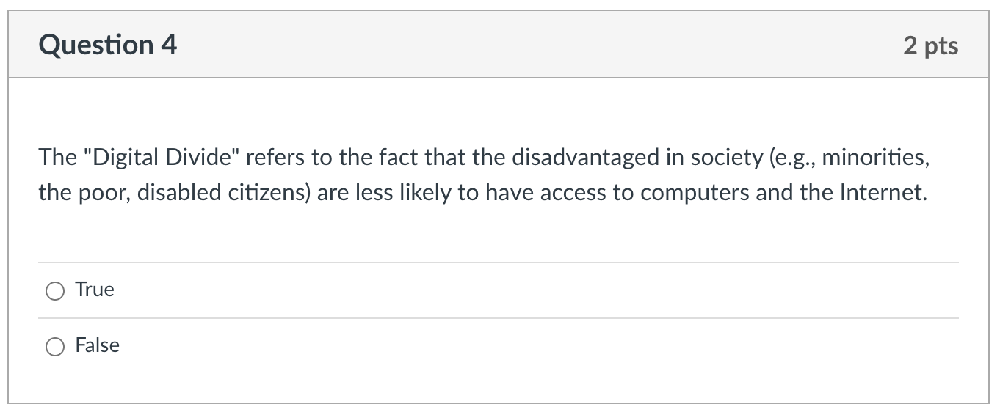 Question 4
2 pts
The "Digital Divide" refers to the fact that the disadvantaged in society (e.g., minorities,
the poor, disabled citizens) are less likely to have access to computers and the Internet.
True
False